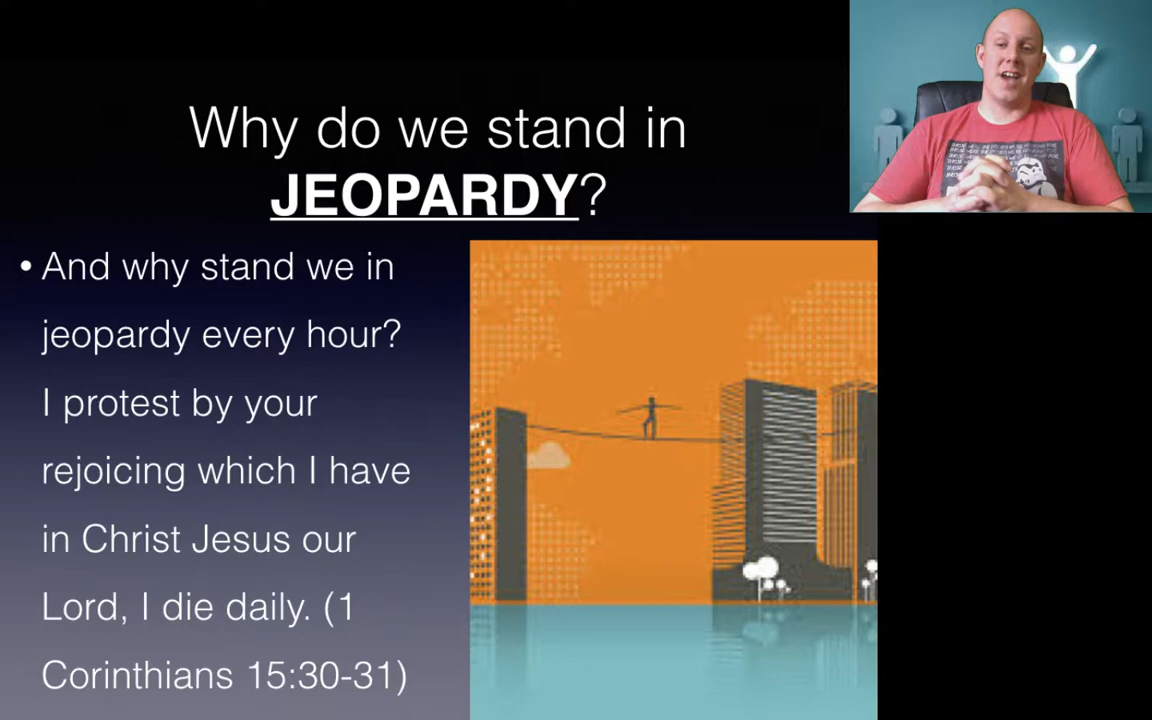 Why do we stand in
JEOPARDY?
• And why stand we in
jeopardy every hour?
I protest by your
rejoicing which I have
in Christ Jesus our
Lord, I die daily. (1
Corinthians 15:30-31)